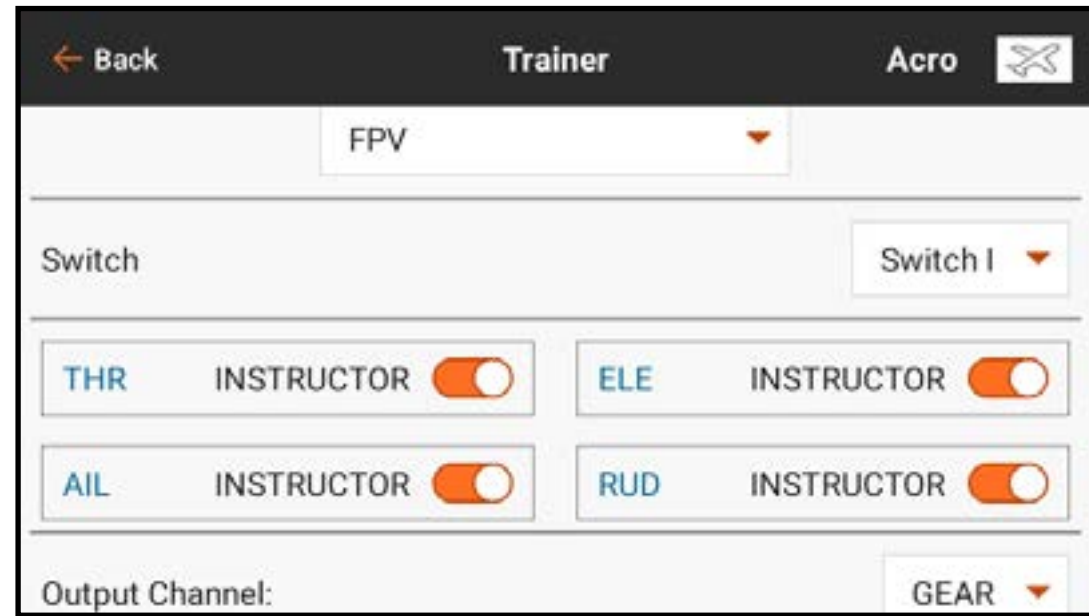 Back Trainer Acro
FPV
Switch Switch I
THR INSTRUCTOR ELE INSTRUCTOR
AIL INSTRUCTOR RUD INSTRUCTOR
Output Channel: GEAR